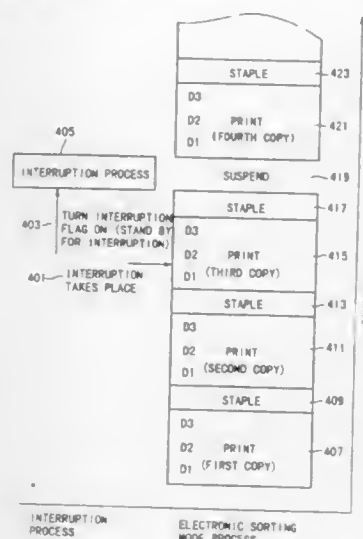 STAPLE 423
D3
D2 PRINT 421
(FOURTH COPY)
D1
405
INTERRUPTION PROCESS
SUSPEND 419
STAPLE 417
403 TURN INTERRUPTION
FLAG ON (STAND BY
FOR INTERRUPTION)
D3
D2 PRINT 415
(THIRD COPY)
D1
401 INTERRUPTION
TAKES PLACE
STAPLE 413
D3
D2 PRINT 411
(SECOND COPY)
D1
STAPLE 409
D3
D2 PRINT
D1 (FIRST COPY) 407
INTERRUPTION
PROCESS
ELECTRONIC SORTING
MODE PROCESS